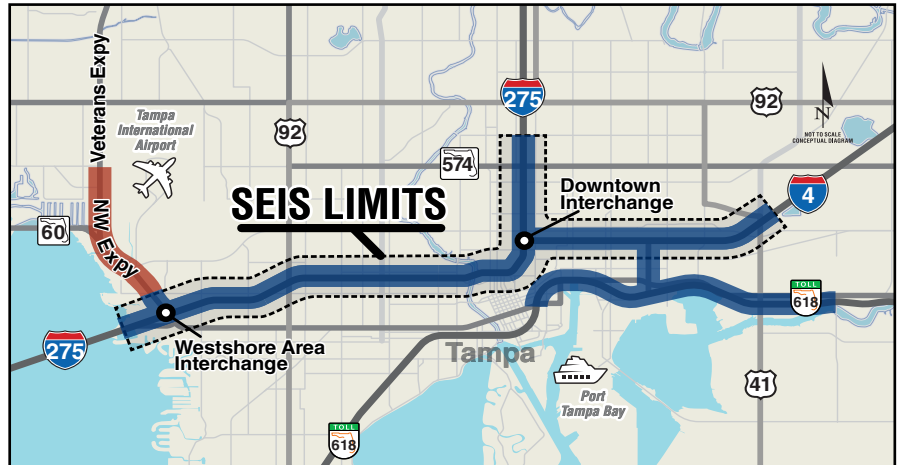 Veterans Expy
Tampa
International
Airport
92
275
92
N
NOT TO SCALE
CONCEPTUAL DIAGRAM
574
SEIS LIMITS
Downtown
Interchange
4
60
NW Expy
TOLL
618
275
Westshore Area
Interchange
Tampa
41
Port
Tampa Bay
TOLL
618